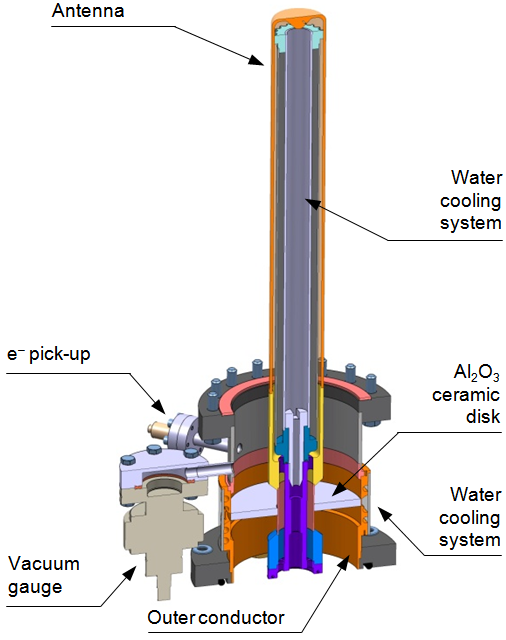 Antenna
Water
cooling
system
e⁻ pick-up
Al₂O₃
ceramic
disk
Water
cooling
system
Vacuum
gauge
Outer conductor